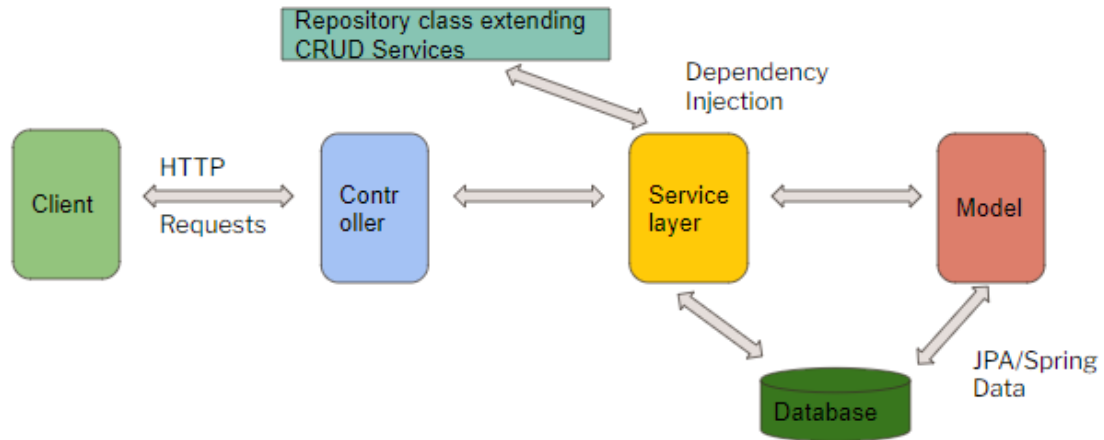 Repository class extending
CRUD Services
Dependency
Injection
HTTP
Requests
Client
Contr
oller
Service
layer
Model
JPA/Spring
Data
Database